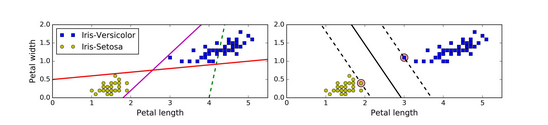 Iris-Versicolor
Iris-Setosa
Petal width
2.0
1.5
1.0
0.5
0.0
0 1 2 3 4 5
Petal length
2.0
1.5
1.0
0.5
0.0
0 1 2 3 4 5
Petal length